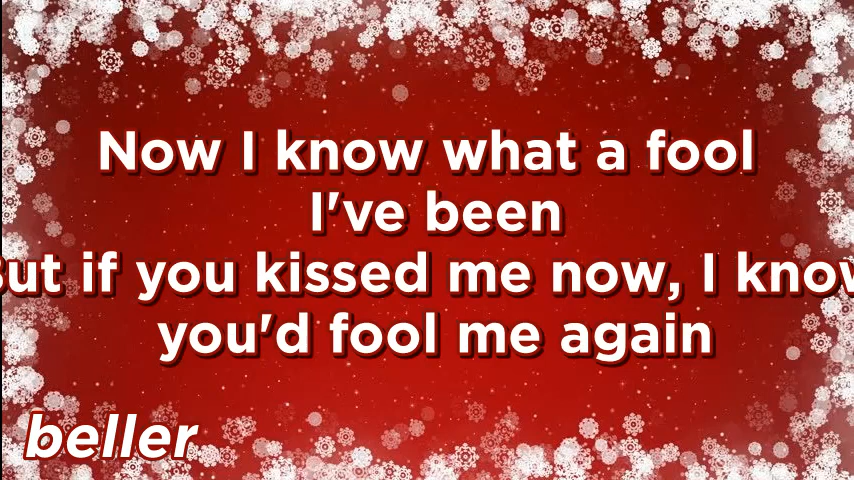 Now I know what a fool
I've been
But if you kissed me now, I know
you'd fool me again
beller